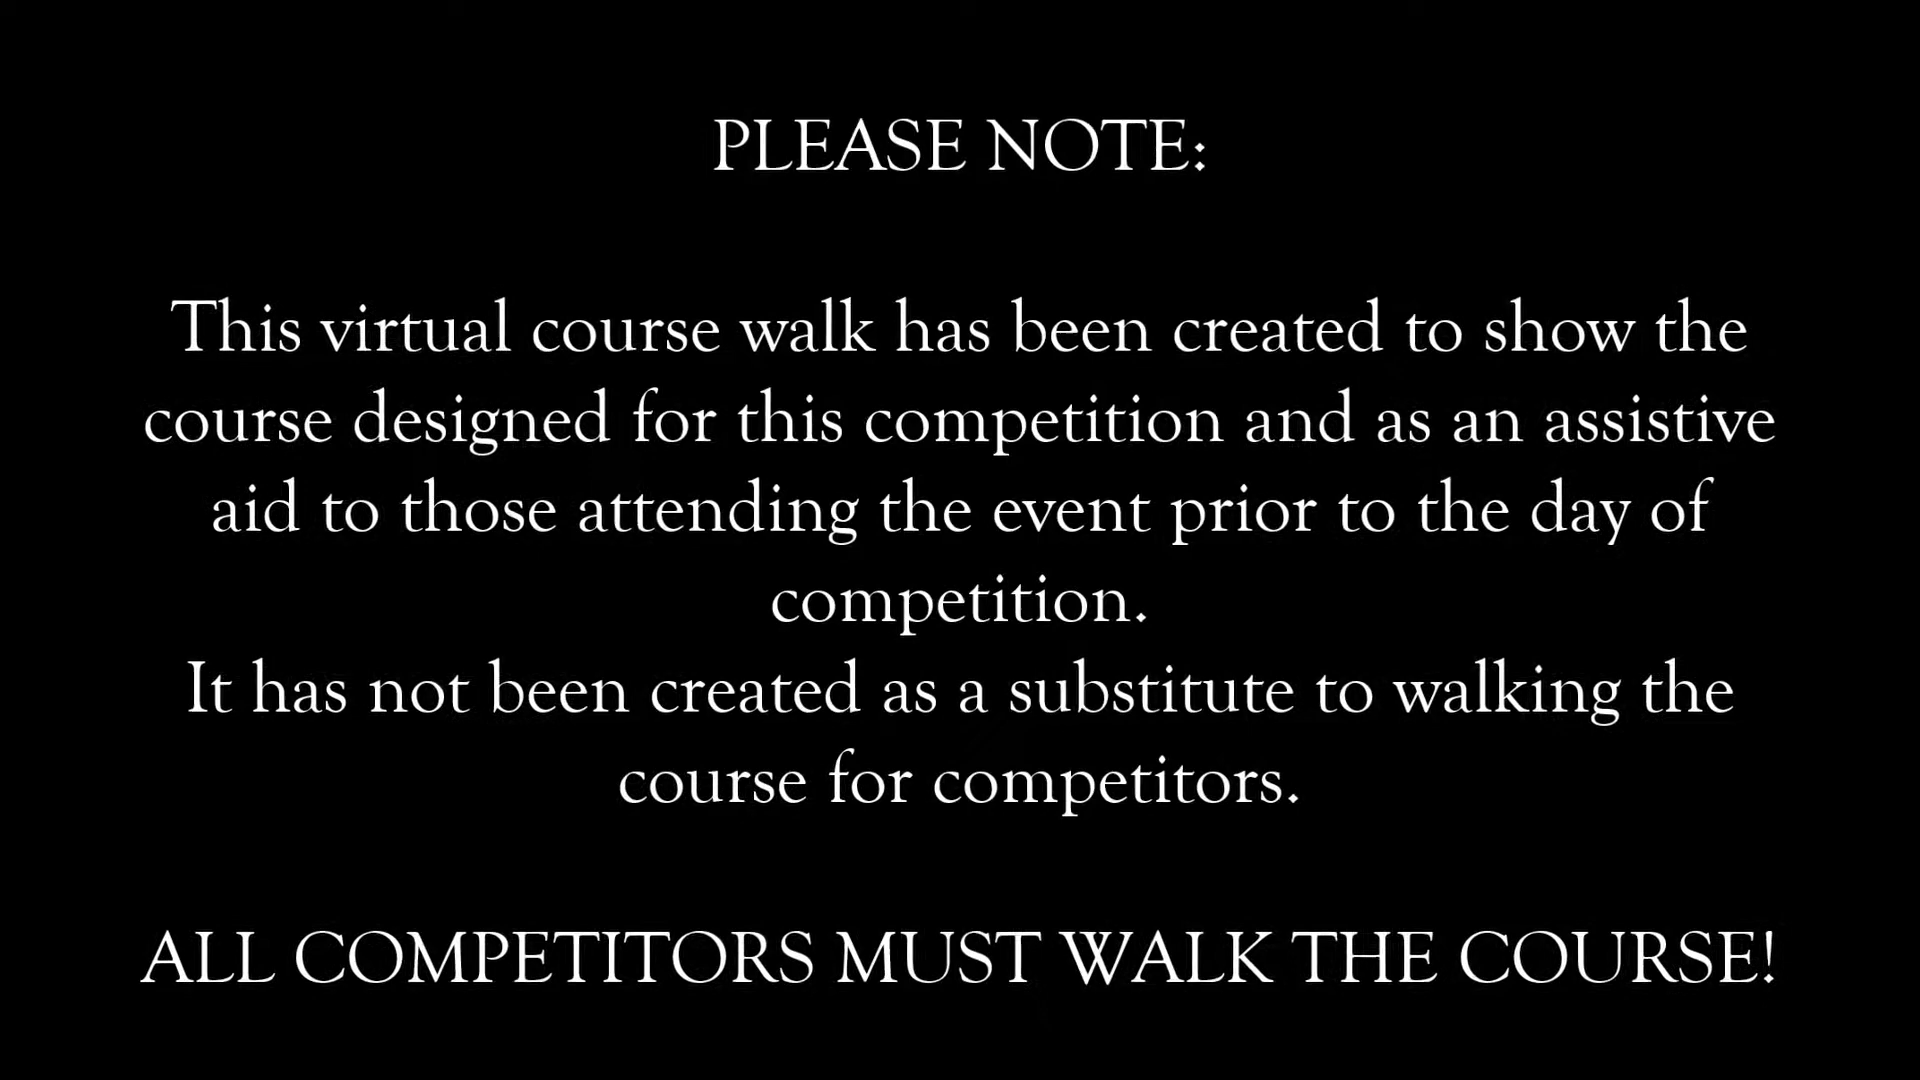 PLEASE NOTE:
This virtual course walk has been created to show the
course designed for this competition and as an assistive
aid to those attending the event prior to the day of
competition.
It has not been created as a substitute to walking the
course for competitors.
ALL COMPETITORS MUST WALK THE COURSE!